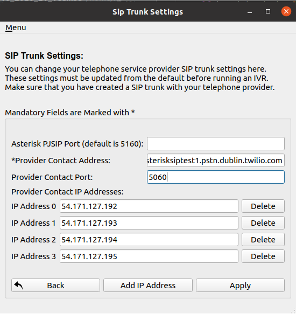 Sip Trunk Settings
Menu
SIP Trunk Settings:
You can change your telephone service provider SIP trunk settings here.
These settings must be updated from the default before running an IVR.
Make sure that you have created a SIP trunk with your telephone provider.
Mandatory Fields are Marked with *
Asterisk PJSIP Port (default is 5160):
*Provider Contact Address: asterisksiptest1.pstn.dublin.twilio.com
Provider Contact Port: 5060
Provider Contact IP Addresses:
IP Address 0 54.171.127.192 Delete
IP Address 1 54.171.127.193 Delete
IP Address 2 54.171.127.194 Delete
IP Address 3 54.171.127.195 Delete
Back Add IP Address Apply